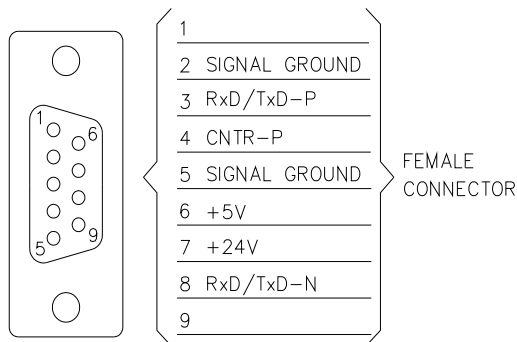 1
6
5
9
1
2 SIGNAL GROUND
3 RxD/TxD-P
4 CNTR-P
5 SIGNAL GROUND
6 +5V
7 +24V
8 RxD/TxD-N
9
FEMALE
CONNECTOR